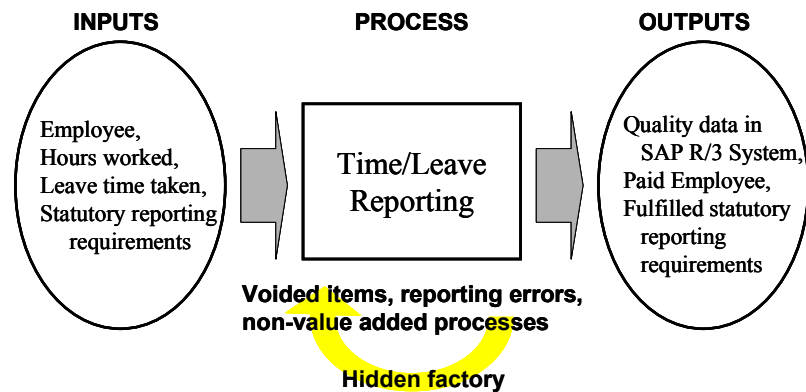 INPUTS
PROCESS
OUTPUTS
Employee,
Hours worked,
Leave time taken,
Statutory reporting
requirements
Time/Leave
Reporting
Quality data in
SAP R/3 System,
Paid Employee,
Fulfilled statutory
reporting
requirements
Voided items, reporting errors,
non-value added processes
Hidden factory